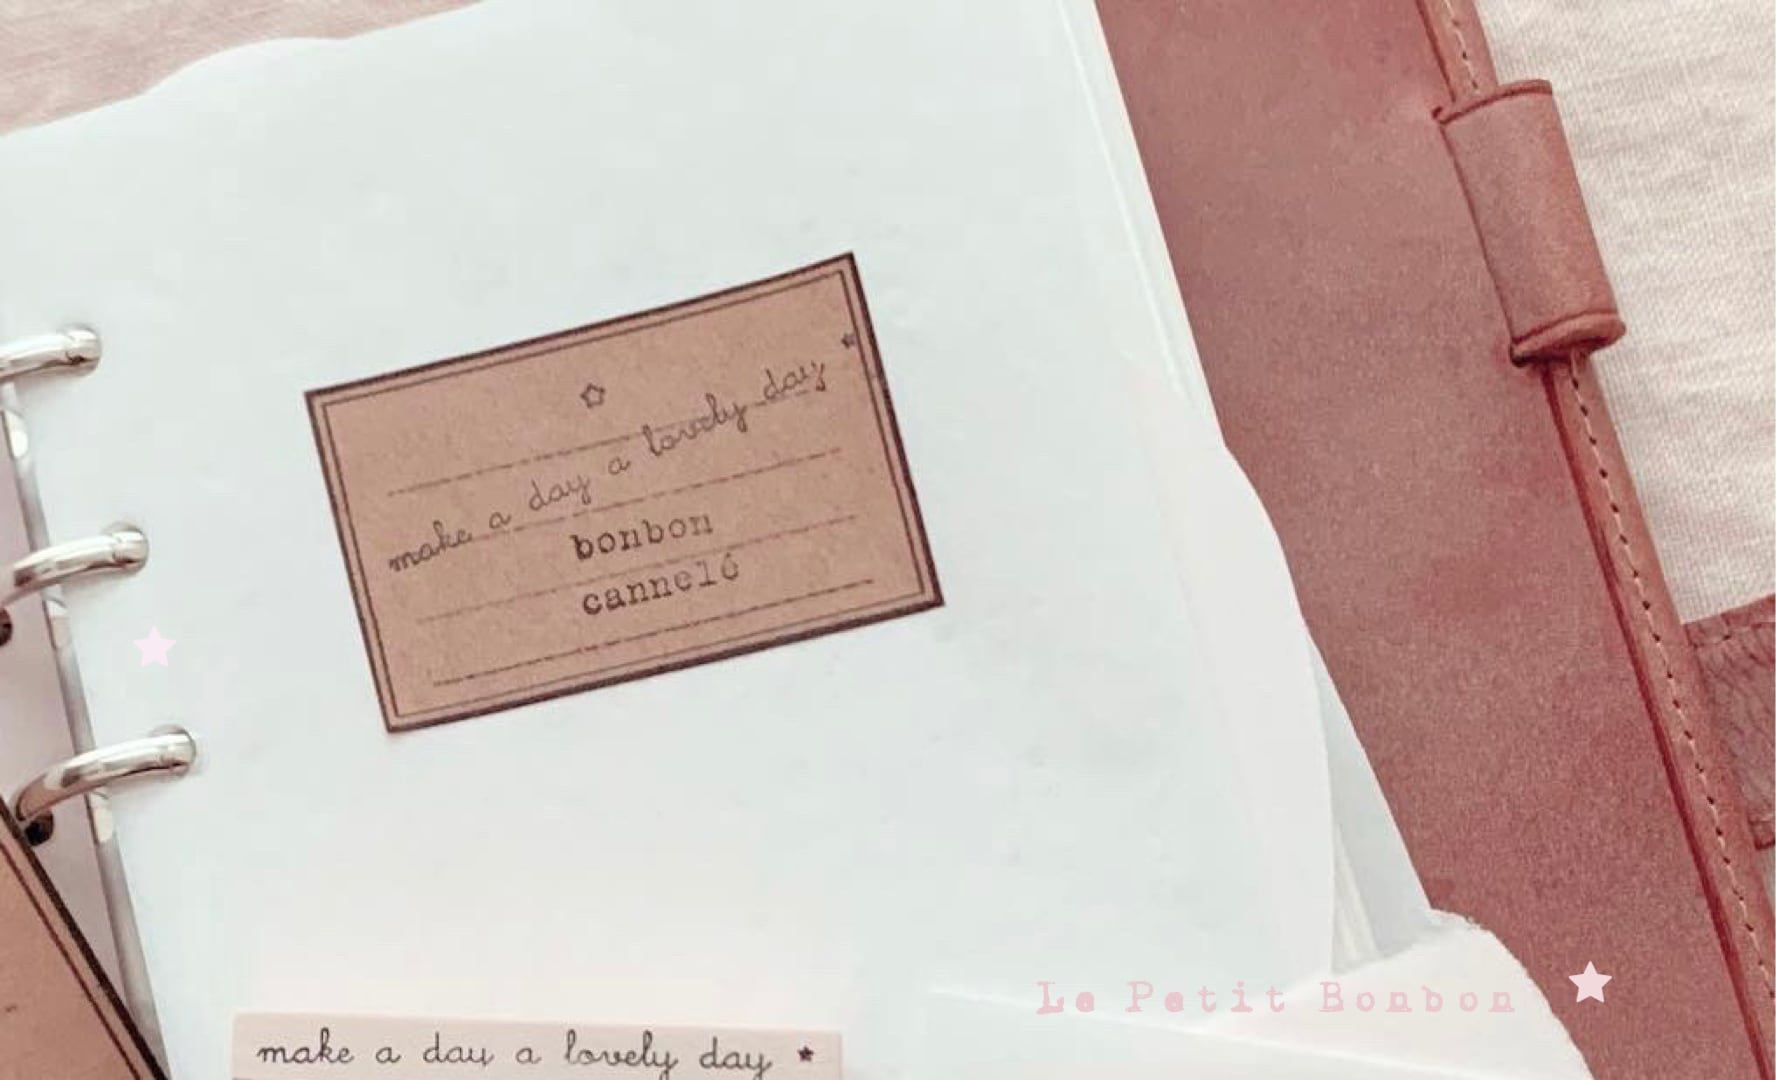 make a day a lovely day
bonbon
cannelé
Le Petit Bonbon
make a day a lovely day